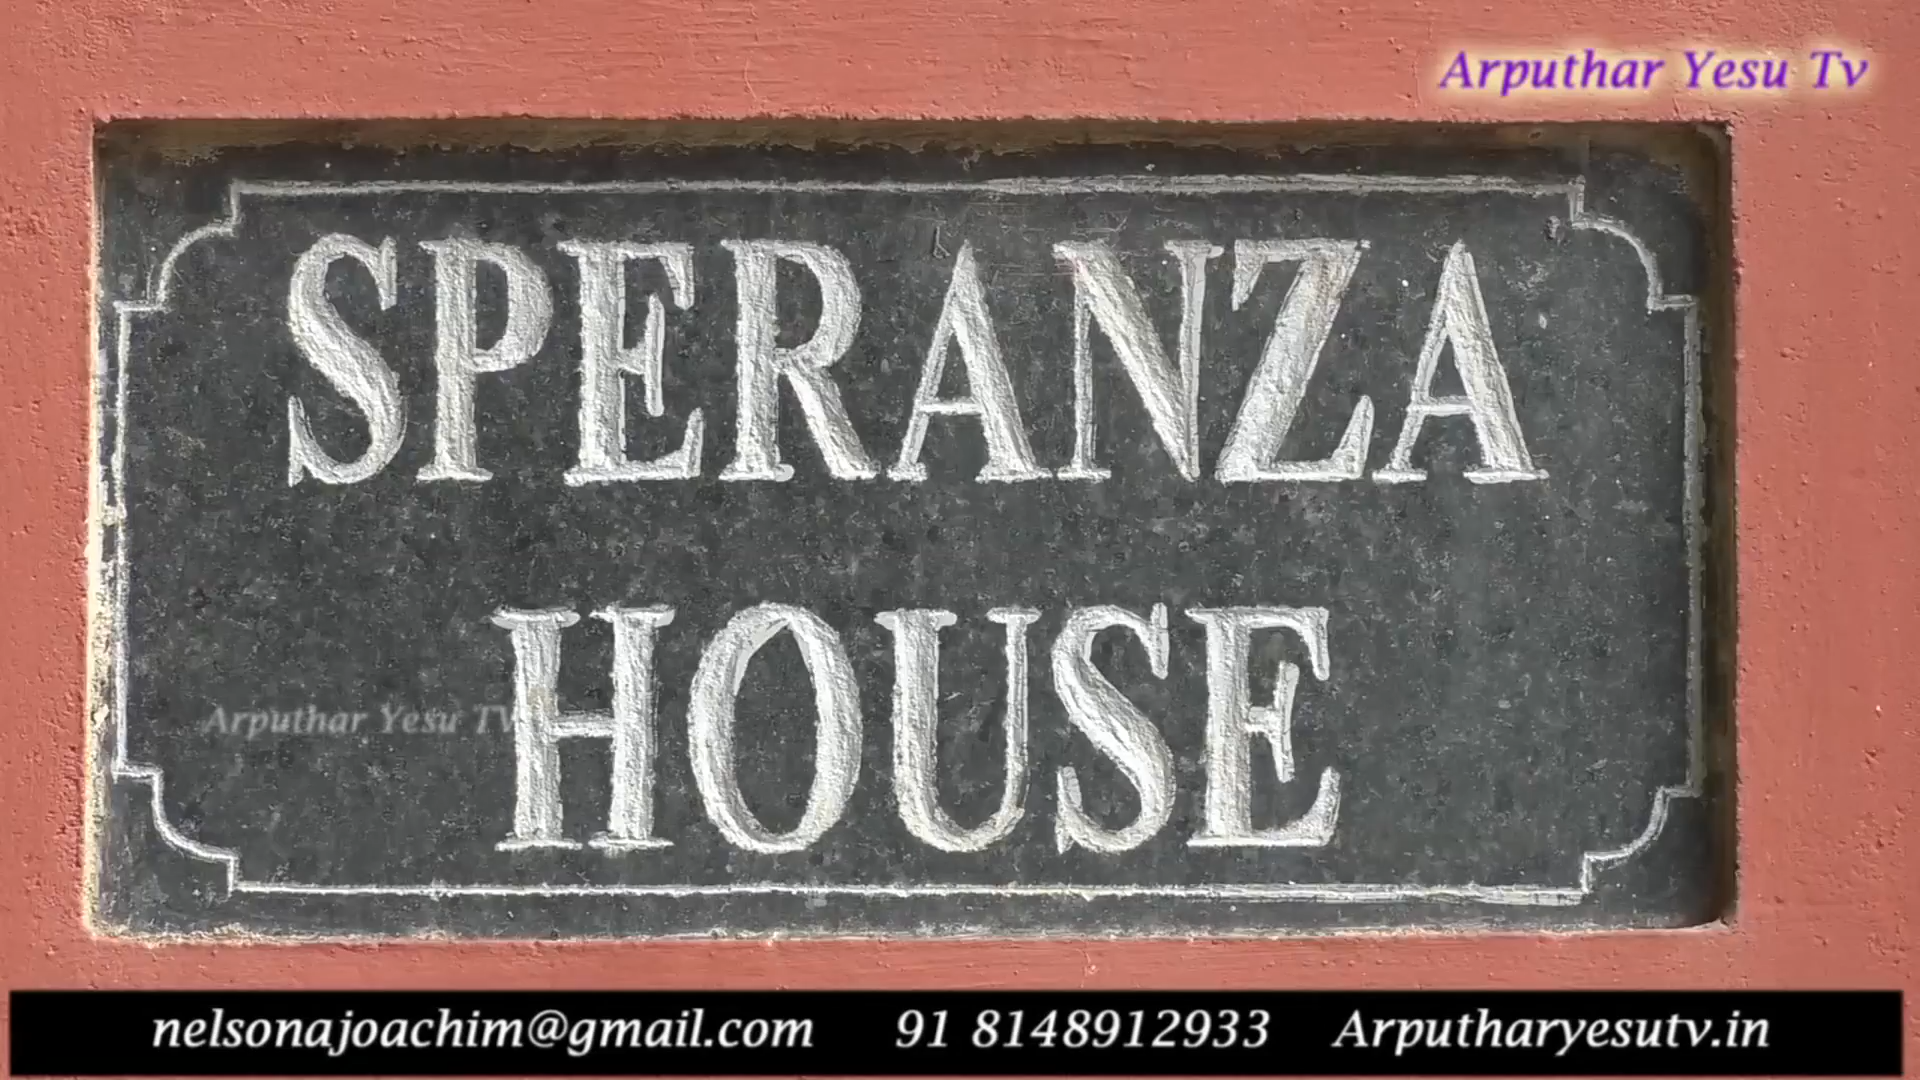 Arputhar Yesu Tv
SPERANZA
HOUSE
Arputhar Yesu TV
nelsonajoachim@gmail.com 91 8148912933 Arputharyesutv.in